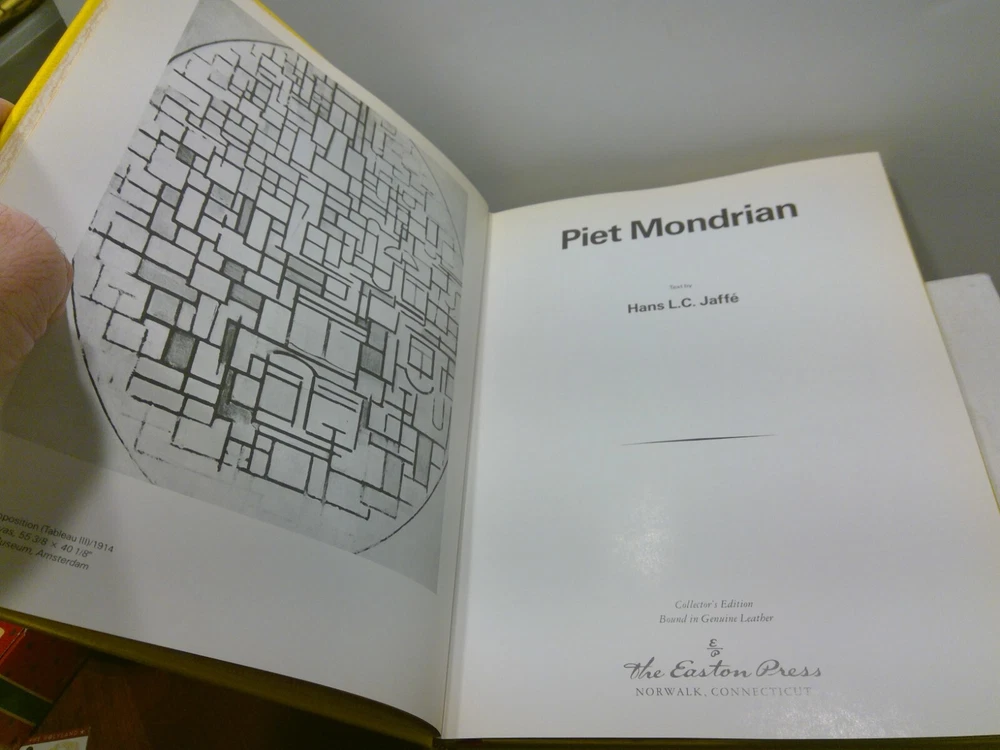 position (Tableau III)/1914
vas, 55 3/8 × 40 1/8"
Museum, Amsterdam
Piet Mondrian
Text by
Hans L.C. Jaffé
Collector's Edition
Bound in Genuine Leather
E
P
The Easton Press
NORWALK, CONNECTICUT